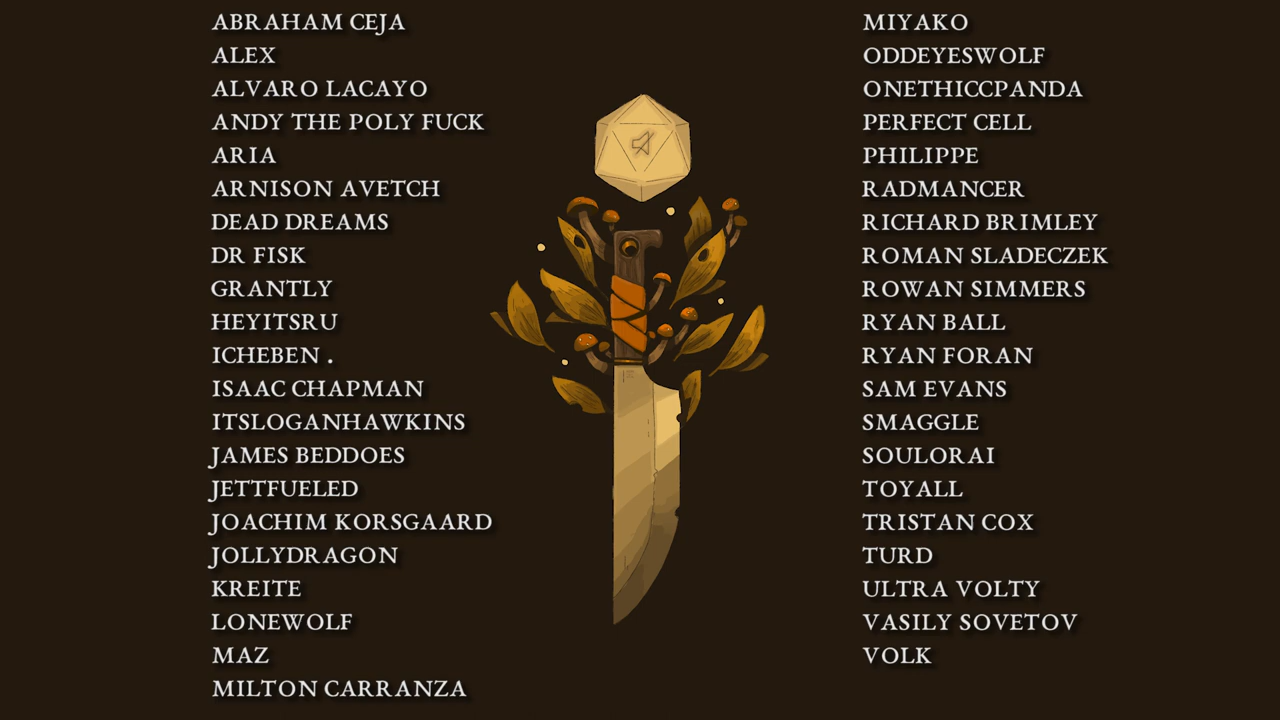 ABRAHAM CEJA
ALEX
ALVARO LACAYO
ANDY THE POLY FUCK
ARIA
ARNISON AVETCH
DEAD DREAMS
DR FISK
GRANTLY
HEYITSRU
ICHEBEN .
ISAAC CHAPMAN
ITSLOGANHAWKINS
JAMES BEDDOES
JETTFUELED
JOACHIM KORSGAARD
JOLLYDRAGON
KREITE
LONEWOLF
MAZ
MILTON CARRANZA
MIYAKO
ODDEYESWOLF
ONETHICCPANDA
PERFECT CELL
PHILIPPE
RADMANCER
RICHARD BRIMLEY
ROMAN SLADECZEK
ROWAN SIMMERS
RYAN BALL
RYAN FORAN
SAM EVANS
SMAGGLE
SOULORAI
TOYALL
TRISTAN COX
TURD
ULTRA VOLTY
VASILY SOVETOV
VOLK